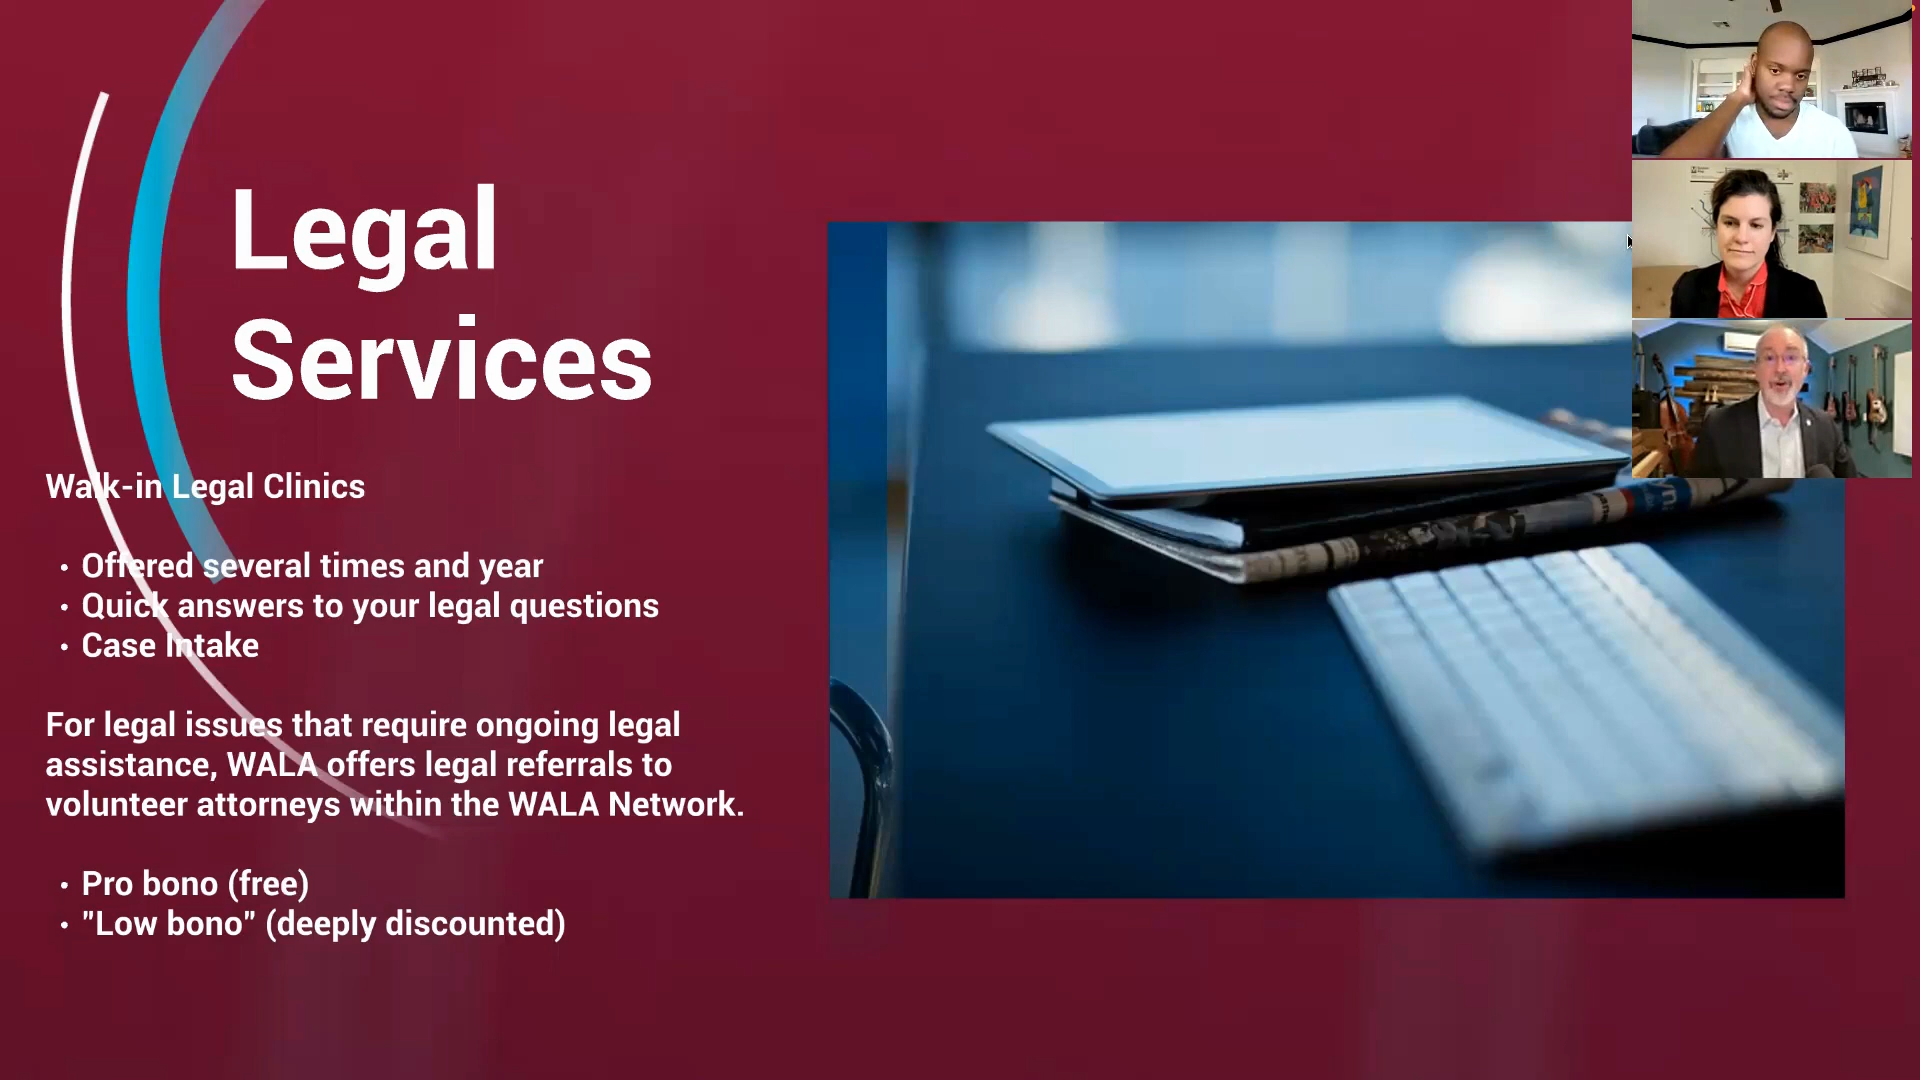 Legal
Services
Walk-in Legal Clinics
• Offered several times and year
• Quick answers to your legal questions
• Case Intake
For legal issues that require ongoing legal
assistance, WALA offers legal referrals to
volunteer attorneys within the WALA Network.
• Pro bono (free)
• "Low bono" (deeply discounted)